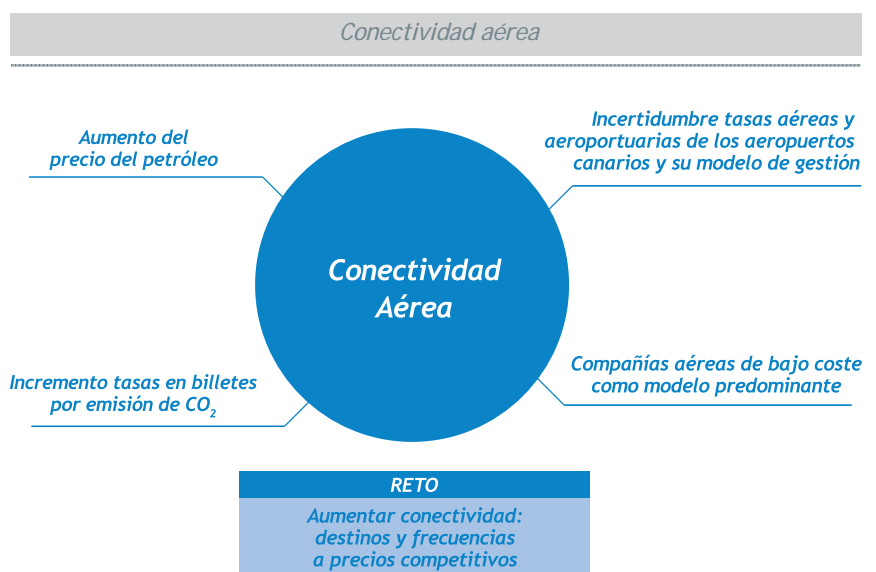 Conectividad aérea
Aumento del
precio del petróleo
Incertidumbre tasas aéreas y
aeroportuarias de los aeropuertos
canarios y su modelo de gestión
Conectividad
Aérea
Incremento tasas en billetes
por emisión de CO2
Compañías aéreas de bajo coste
como modelo predominante
RETO
Aumentar conectividad:
destinos y frecuencias
a precios competitivos